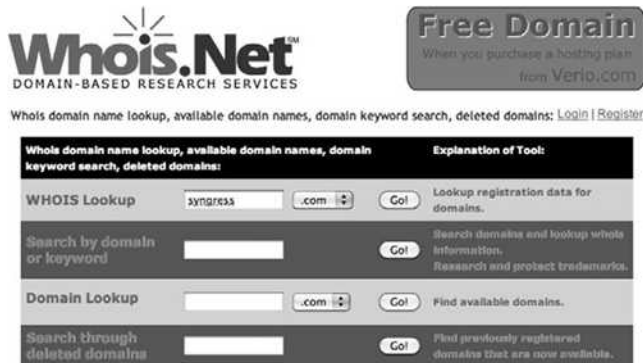 Whois.Net SM
DOMAIN-BASED RESEARCH SERVICES
Free Domain
When you purchase a hosting plan
from Verio.com
Whois domain name lookup, available domain names, domain keyword search, deleted domains: Login | Register
Whois domain name lookup, available domain names, domain
keyword search, deleted domains:
Explanation of Tool:
WHOIS Lookup
syngress
.com
Go!
Lookup registration data for
domains.
Search by domain
or keyword
Go!
Search domains and lookup whois
information.
Research and protect trademarks.
Domain Lookup
.com
Go!
Find available domains.
Search through
deleted domains
Go!
Find previously registered
domains that are now available.